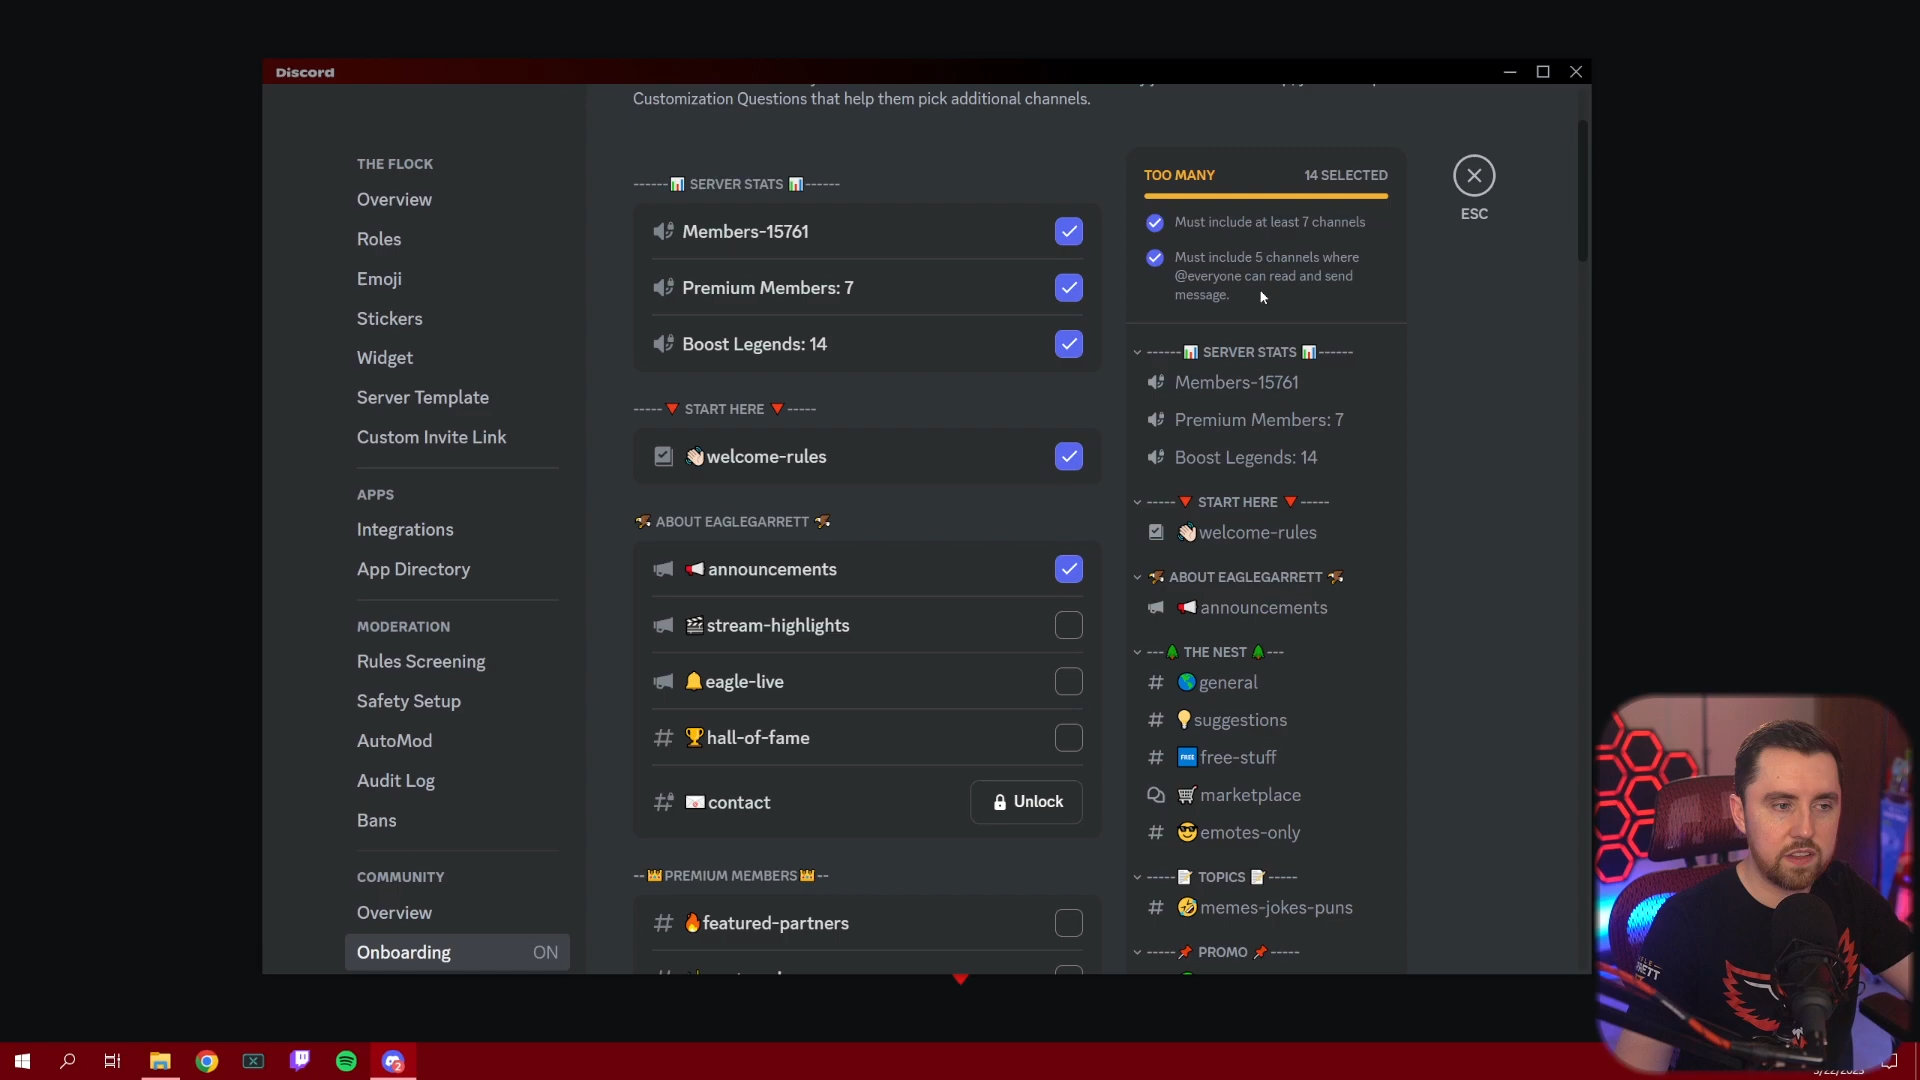 Discord
Customization Questions that help them pick additional channels.
THE FLOCK
Overview
Roles
Emoji
Stickers
Widget
Server Template
Custom Invite Link
APPS
Integrations
App Directory
MODERATION
Rules Screening
Safety Setup
AutoMod
Audit Log
Bans
COMMUNITY
Overview
Onboarding ON
------📊 SERVER STATS 📊------
Members-15761
Premium Members: 7
Boost Legends: 14
-----🔻 START HERE 🔻-----
👋🏻welcome-rules
🦅 ABOUT EAGLEGARRETT 🦅
📢announcements
🎬stream-highlights
🔔eagle-live
🏆hall-of-fame
📧contact Unlock
--👑PREMIUM MEMBERS👑--
🔥featured-partners
TOO MANY 14 SELECTED
Must include at least 7 channels
Must include 5 channels where
@everyone can read and send
message.
------📊 SERVER STATS 📊------
Members-15761
Premium Members: 7
Boost Legends: 14
-----🔻 START HERE 🔻-----
👋🏻welcome-rules
🦅 ABOUT EAGLEGARRETT 🦅
📢announcements
---🌲 THE NEST 🌲---
🌎general
💡suggestions
🆓free-stuff
🛒marketplace
😎emotes-only
-----📝 TOPICS 📝-----
🤣memes-jokes-puns
-----📌 PROMO 📌-----
ESC
2